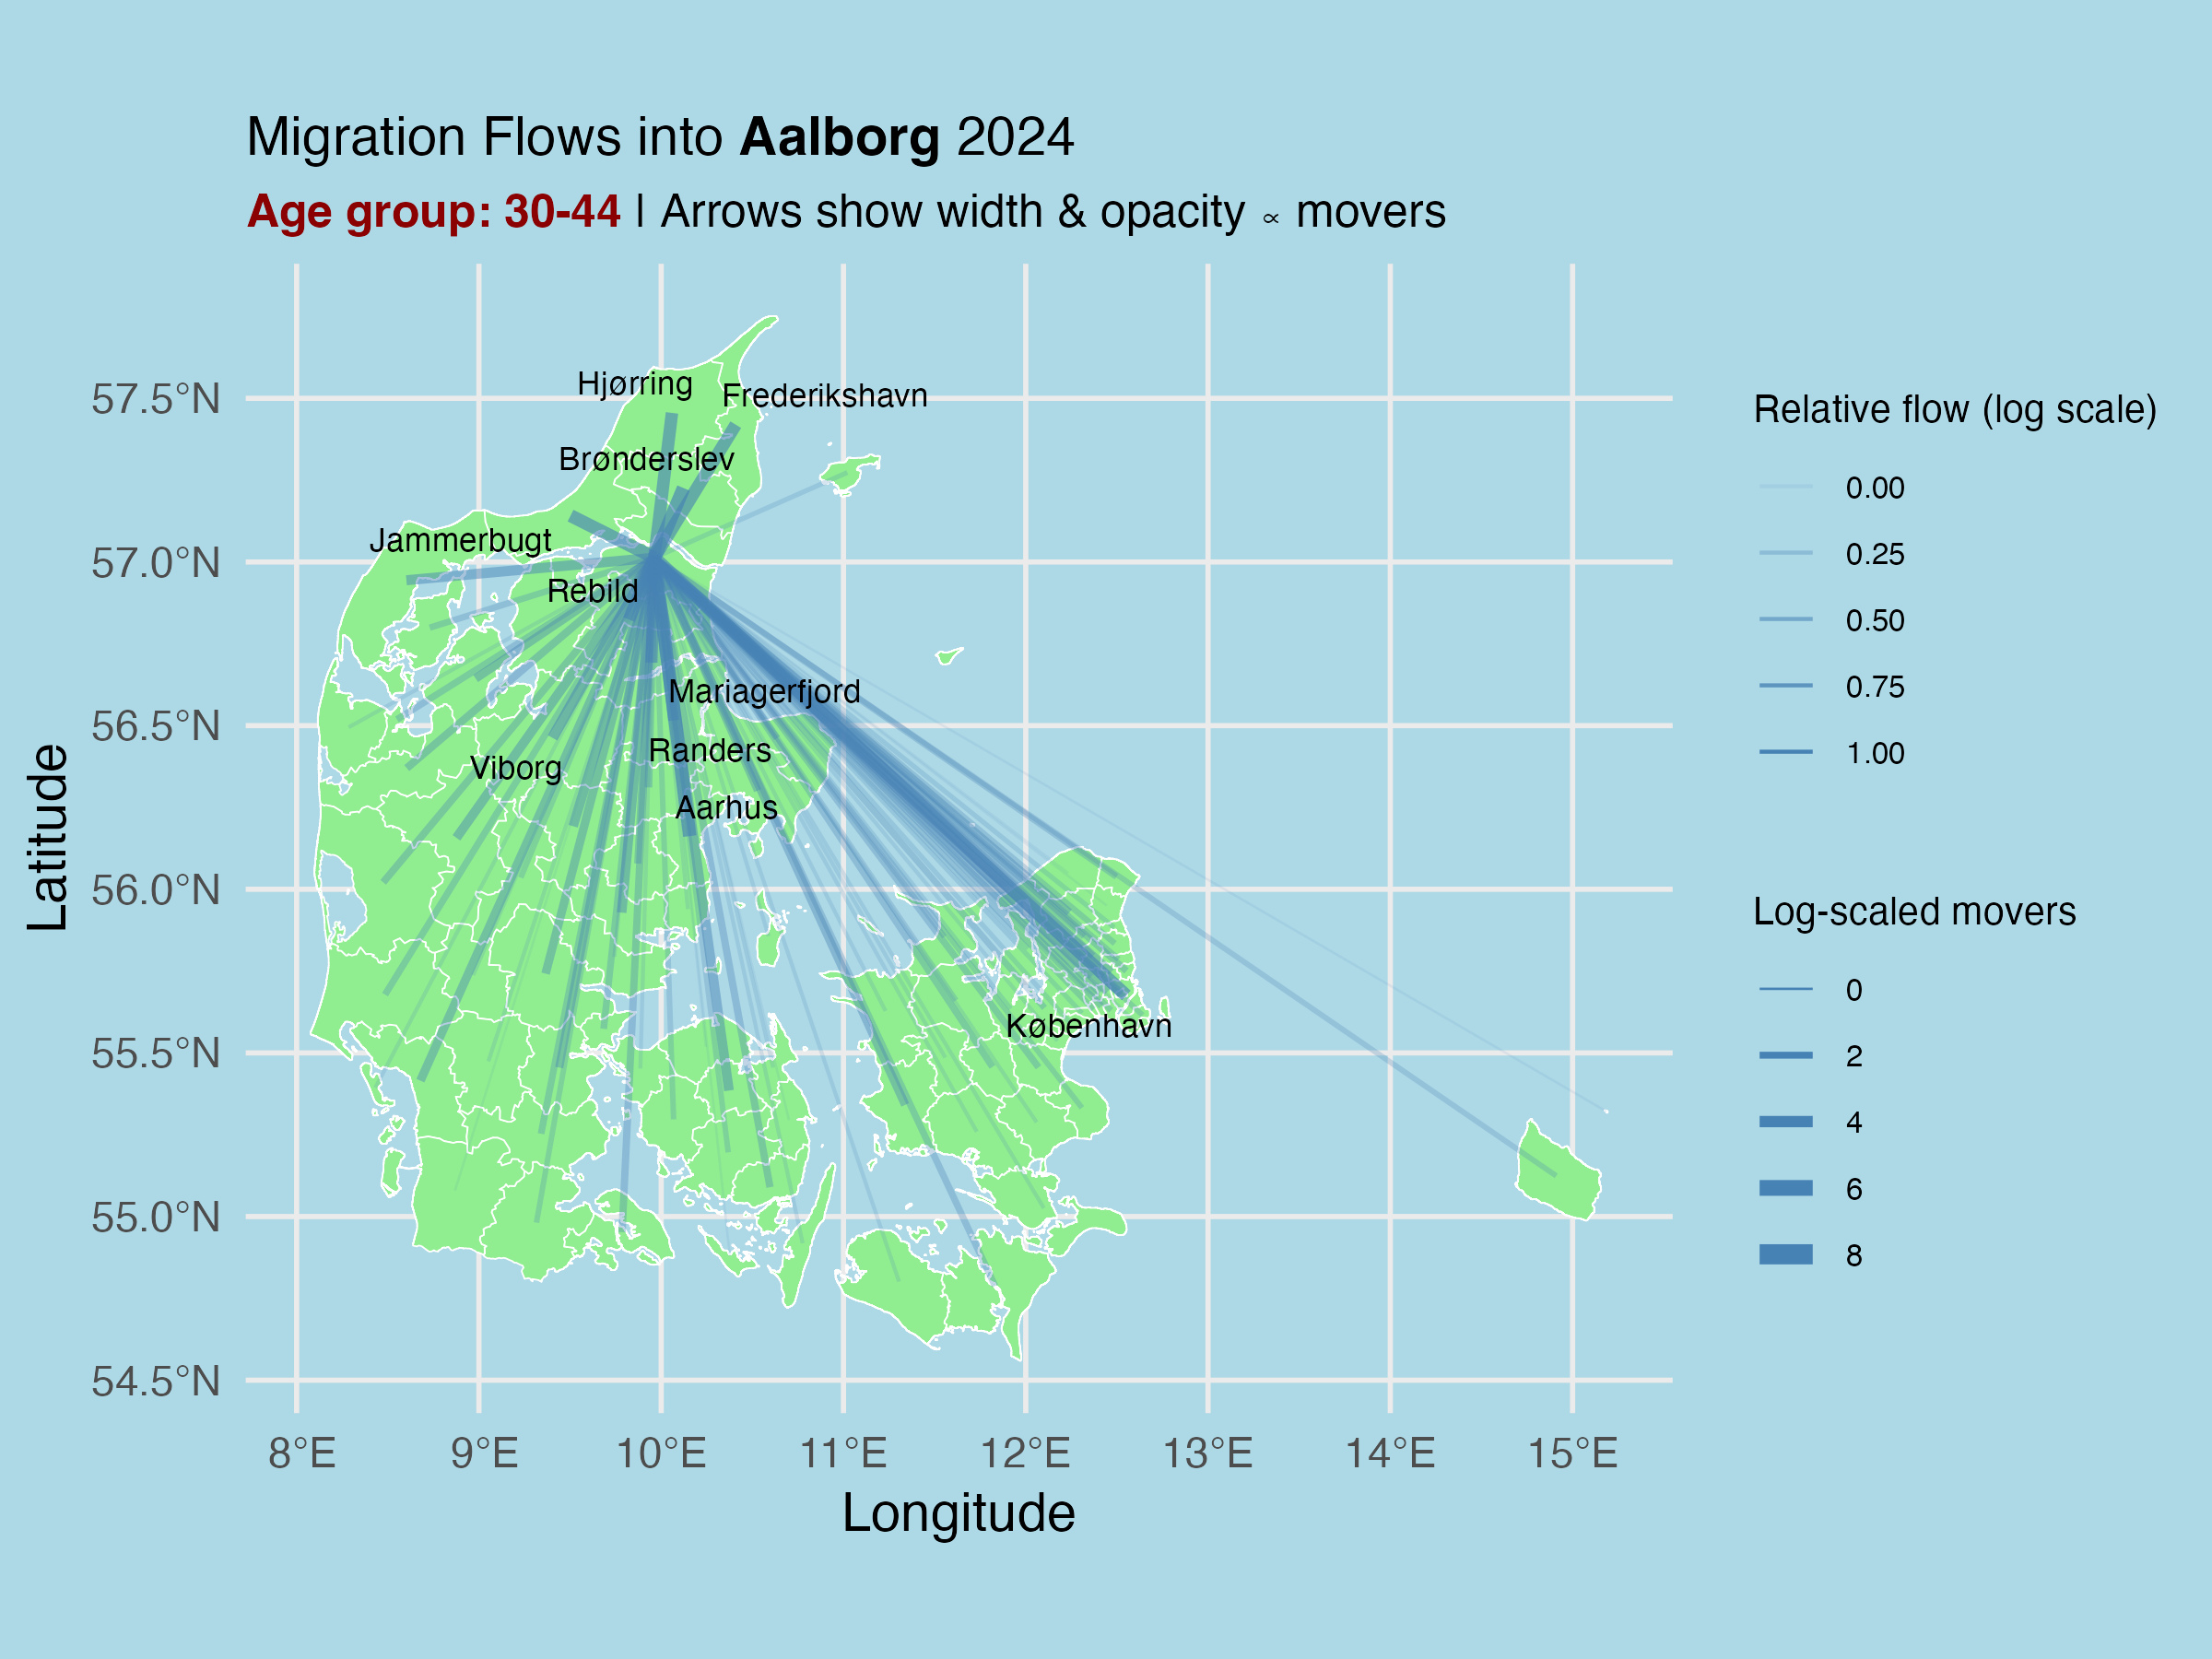 Migration Flows into Aalborg 2024
Age group: 30-44 | Arrows show width & opacity ∝ movers
Latitude
57.5°N
57.0°N
56.5°N
56.0°N
55.5°N
55.0°N
54.5°N
Hjørring
Frederikshavn
Brønderslev
Jammerbugt
Rebild
Mariagerfjord
Randers
Viborg
Aarhus
København
8°E 9°E 10°E 11°E 12°E 13°E 14°E 15°E
Longitude
Relative flow (log scale)
0.00
0.25
0.50
0.75
1.00
Log-scaled movers
0
2
4
6
8